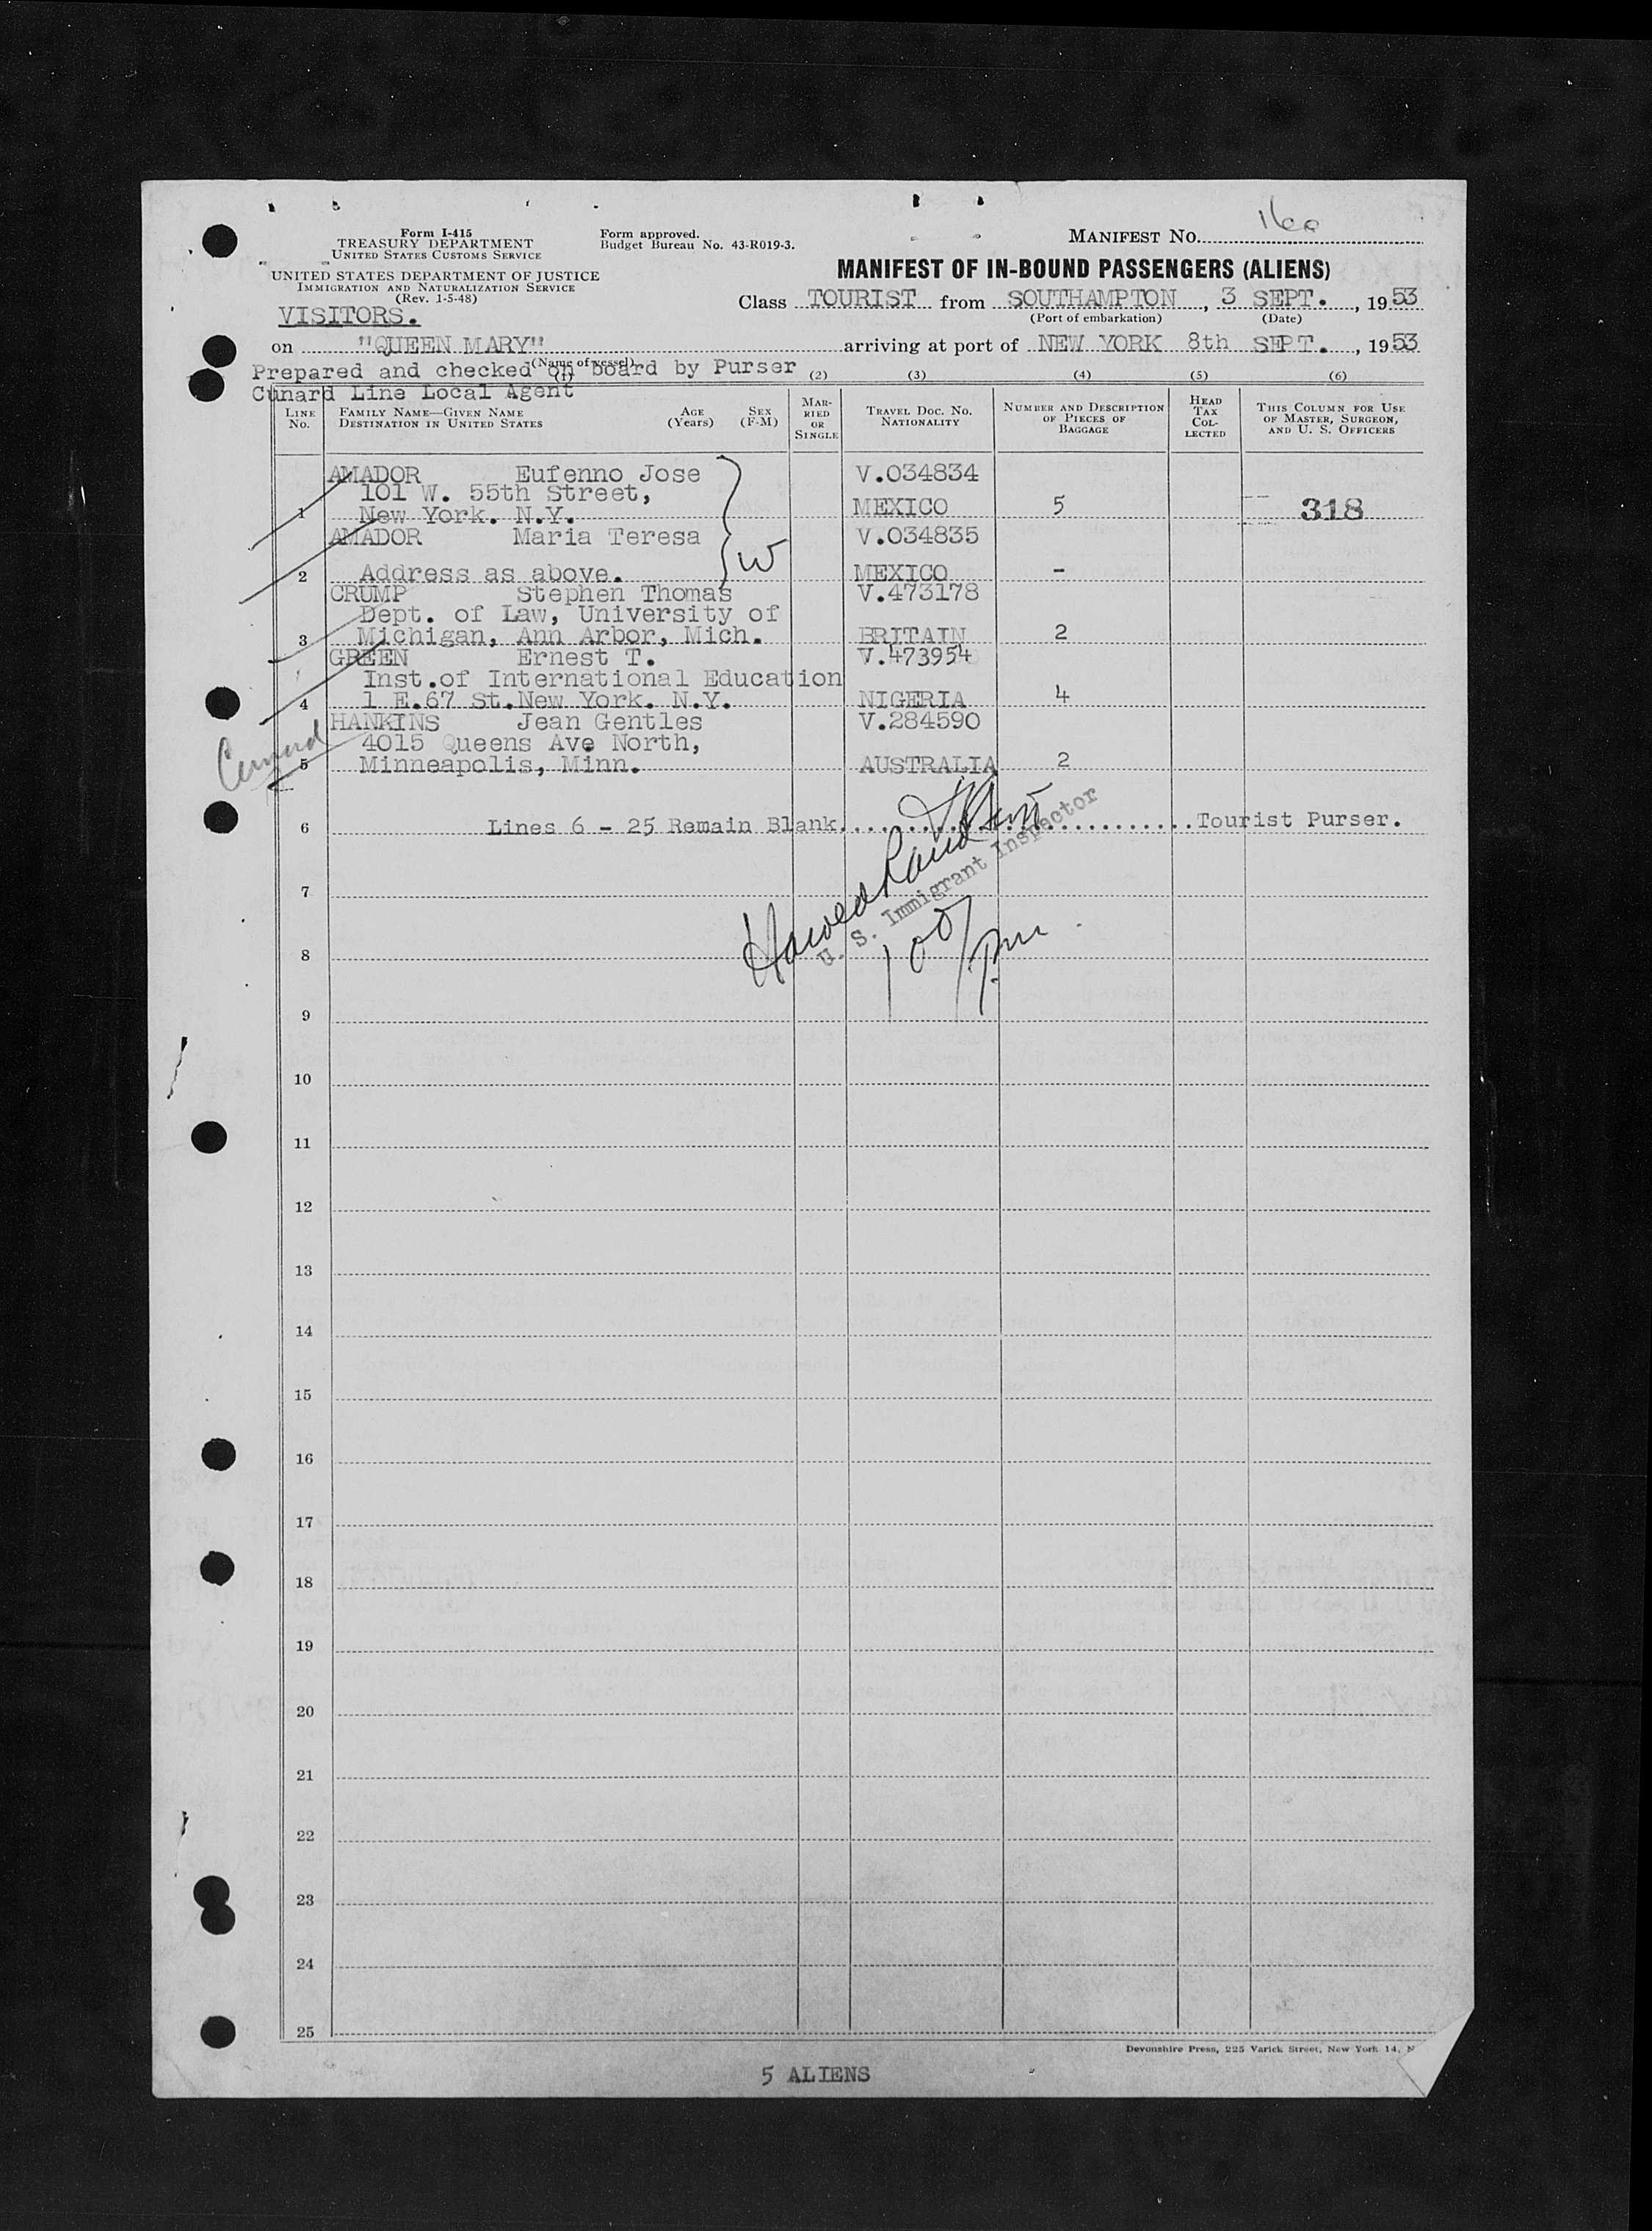 Form I-415
TREASURY DEPARTMENT
UNITED STATES CUSTOMS SERVICE
UNITED STATES DEPARTMENT OF JUSTICE
IMMIGRATION AND NATURALIZATION SERVICE
(Rev. 1-5-48)
VISITORS.
Form approved.
Budget Bureau No. 43-R019-3.
MANIFEST NO.
MANIFEST OF IN-BOUND PASSENGERS (ALIENS)
Class TOURIST from SOUTHAMPTON, 3 SEPT., 1953
(Port of embarkation) (Date)
on "QUEEN MARY" arriving at port of NEW YORK 8th SEPT., 1953
(Name of vessel)
Prepared and checked on board by Purser
Cunard Line Local Agent
(1) (2) (3) (4) (5) (6)
LINE No.
FAMILY NAME—GIVEN NAME
DESTINATION IN UNITED STATES
AGE (Years)
SEX (F-M)
MARRIED OR SINGLE
TRAVEL DOC. NO.
NATIONALITY
NUMBER AND DESCRIPTION OF PIECES OF BAGGAGE
HEAD TAX COLLECTED
THIS COLUMN FOR USE OF MASTER, SURGEON, AND U. S. OFFICERS
AMADOR Eufenno Jose V.034834
101 W. 55th Street,
1 New York. N.Y. MEXICO 5 318
AMADOR Maria Teresa V.034835
W
2 Address as above. MEXICO -
CRUMP Stephen Thomas V.473178
Dept. of Law, University of
3 Michigan, Ann Arbor, Mich. BRITAIN 2
GREEN Ernest T. V.473954
Inst.of International Education
4 1 E.67 St.New York. N.Y. NIGERIA 4
HANKINS Jean Gentles V.284590
4015 Queens Ave North,
5 Minneapolis, Minn. AUSTRALIA 2
6 Lines 6 - 25 Remain Blank. Tourist Purser.
U. S. Immigrant Inspector
100 pm
7
8
9
10
11
12
13
14
15
16
17
18
19
20
21
22
23
24
25
Devonshire Press, 225 Varick Street, New York 14, N
5 ALIENS